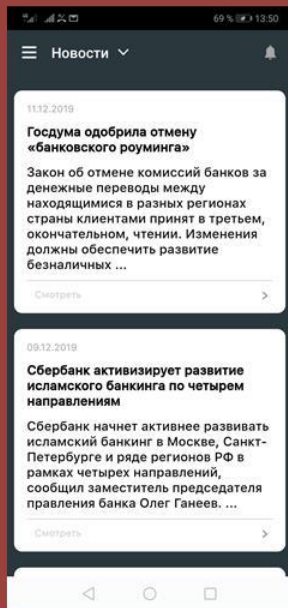 69 % 13:50
Новости
11.12.2019
Госдума одобрила отмену
«банковского роуминга»
Закон об отмене комиссий банков за
денежные переводы между
находящимися в разных регионах
страны клиентами принят в третьем,
окончательном, чтении. Изменения
должны обеспечить развитие
безналичных ...
Смотреть
09.12.2019
Сбербанк активизирует развитие
исламского банкинга по четырем
направлениям
Сбербанк начнет активнее развивать
исламский банкинг в Москве, Санкт-
Петербурге и ряде регионов РФ в
рамках четырех направлений,
сообщил заместитель председателя
правления банка Олег Ганеев. ...
Смотреть